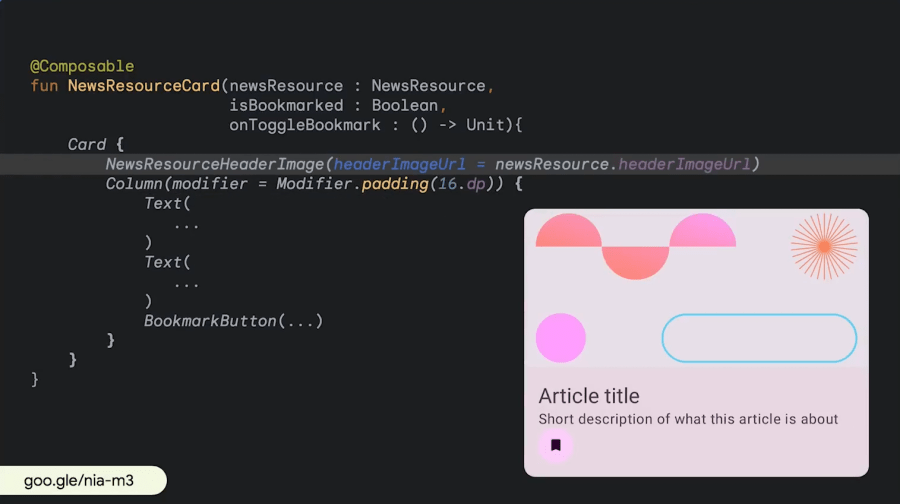 @Composable
fun NewsResourceCard(newsResource : NewsResource,
isBookmarked : Boolean,
onToggleBookmark : () -> Unit){
Card {
NewsResourceHeaderImage(headerImageUrl = newsResource.headerImageUrl)
Column(modifier = Modifier.padding(16.dp)) {
Text(
...
)
Text(
...
)
BookmarkButton(...)
}
}
}
Article title
Short description of what this article is about
goo.gle/nia-m3